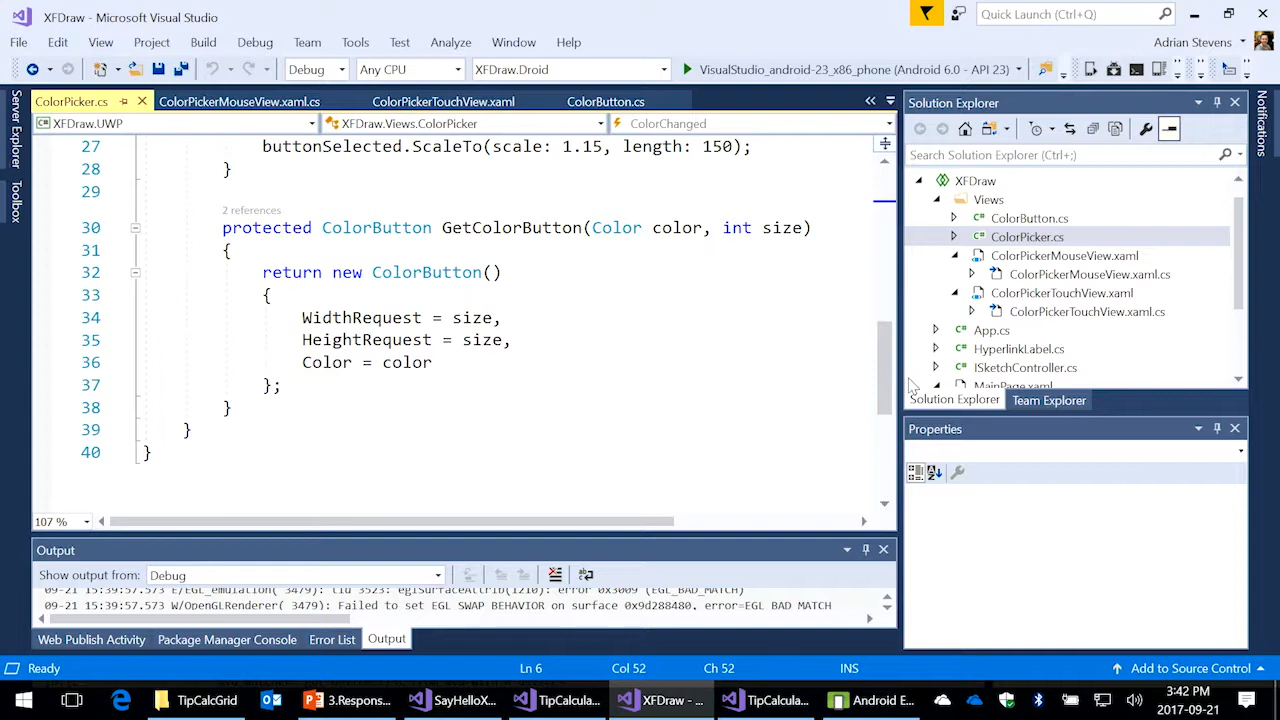 XFDraw - Microsoft Visual Studio
Quick Launch (Ctrl+Q)
File Edit View Project Build Debug Team Tools Test Analyze Window Help
Adrian Stevens
Debug Any CPU XFDraw.Droid VisualStudio_android-23_x86_phone (Android 6.0 - API 23)
Server Explorer
Toolbox
Notifications
ColorPicker.cs ColorPickerMouseView.xaml.cs ColorPickerTouchView.xaml ColorButton.cs
XFDraw.UWP XFDraw.Views.ColorPicker ColorChanged
27 buttonSelected.ScaleTo(scale: 1.15, length: 150);
28 }
29
2 references
30 protected ColorButton GetColorButton(Color color, int size)
31 {
32 return new ColorButton()
33 {
34 WidthRequest = size,
35 HeightRequest = size,
36 Color = color
37 };
38 }
39 }
40 }
107 %
Solution Explorer
Search Solution Explorer (Ctrl+;)
XFDraw
Views
C# ColorButton.cs
C# ColorPicker.cs
ColorPickerMouseView.xaml
ColorPickerMouseView.xaml.cs
ColorPickerTouchView.xaml
ColorPickerTouchView.xaml.cs
C# App.cs
C# HyperlinkLabel.cs
C# ISketchController.cs
MainPage.xaml
Solution Explorer Team Explorer
Properties
Output
Show output from: Debug
09-21 15:39:57.573 E/EGL_emulation( 3479): tid 3523: eglSurfaceAttrib(1210): error 0x3009 (EGL_BAD_MATCH)
09-21 15:39:57.573 W/OpenGLRenderer( 3479): Failed to set EGL_SWAP_BEHAVIOR on surface 0x9d288480, error=EGL_BAD_MATCH
Web Publish Activity Package Manager Console Error List Output
Ready Ln 6 Col 52 Ch 52 INS Add to Source Control
TipCalcGrid 3.Respons... SayHelloX... TipCalcula... XFDraw - ... TipCalcula... Android E...
3:42 PM
2017-09-21